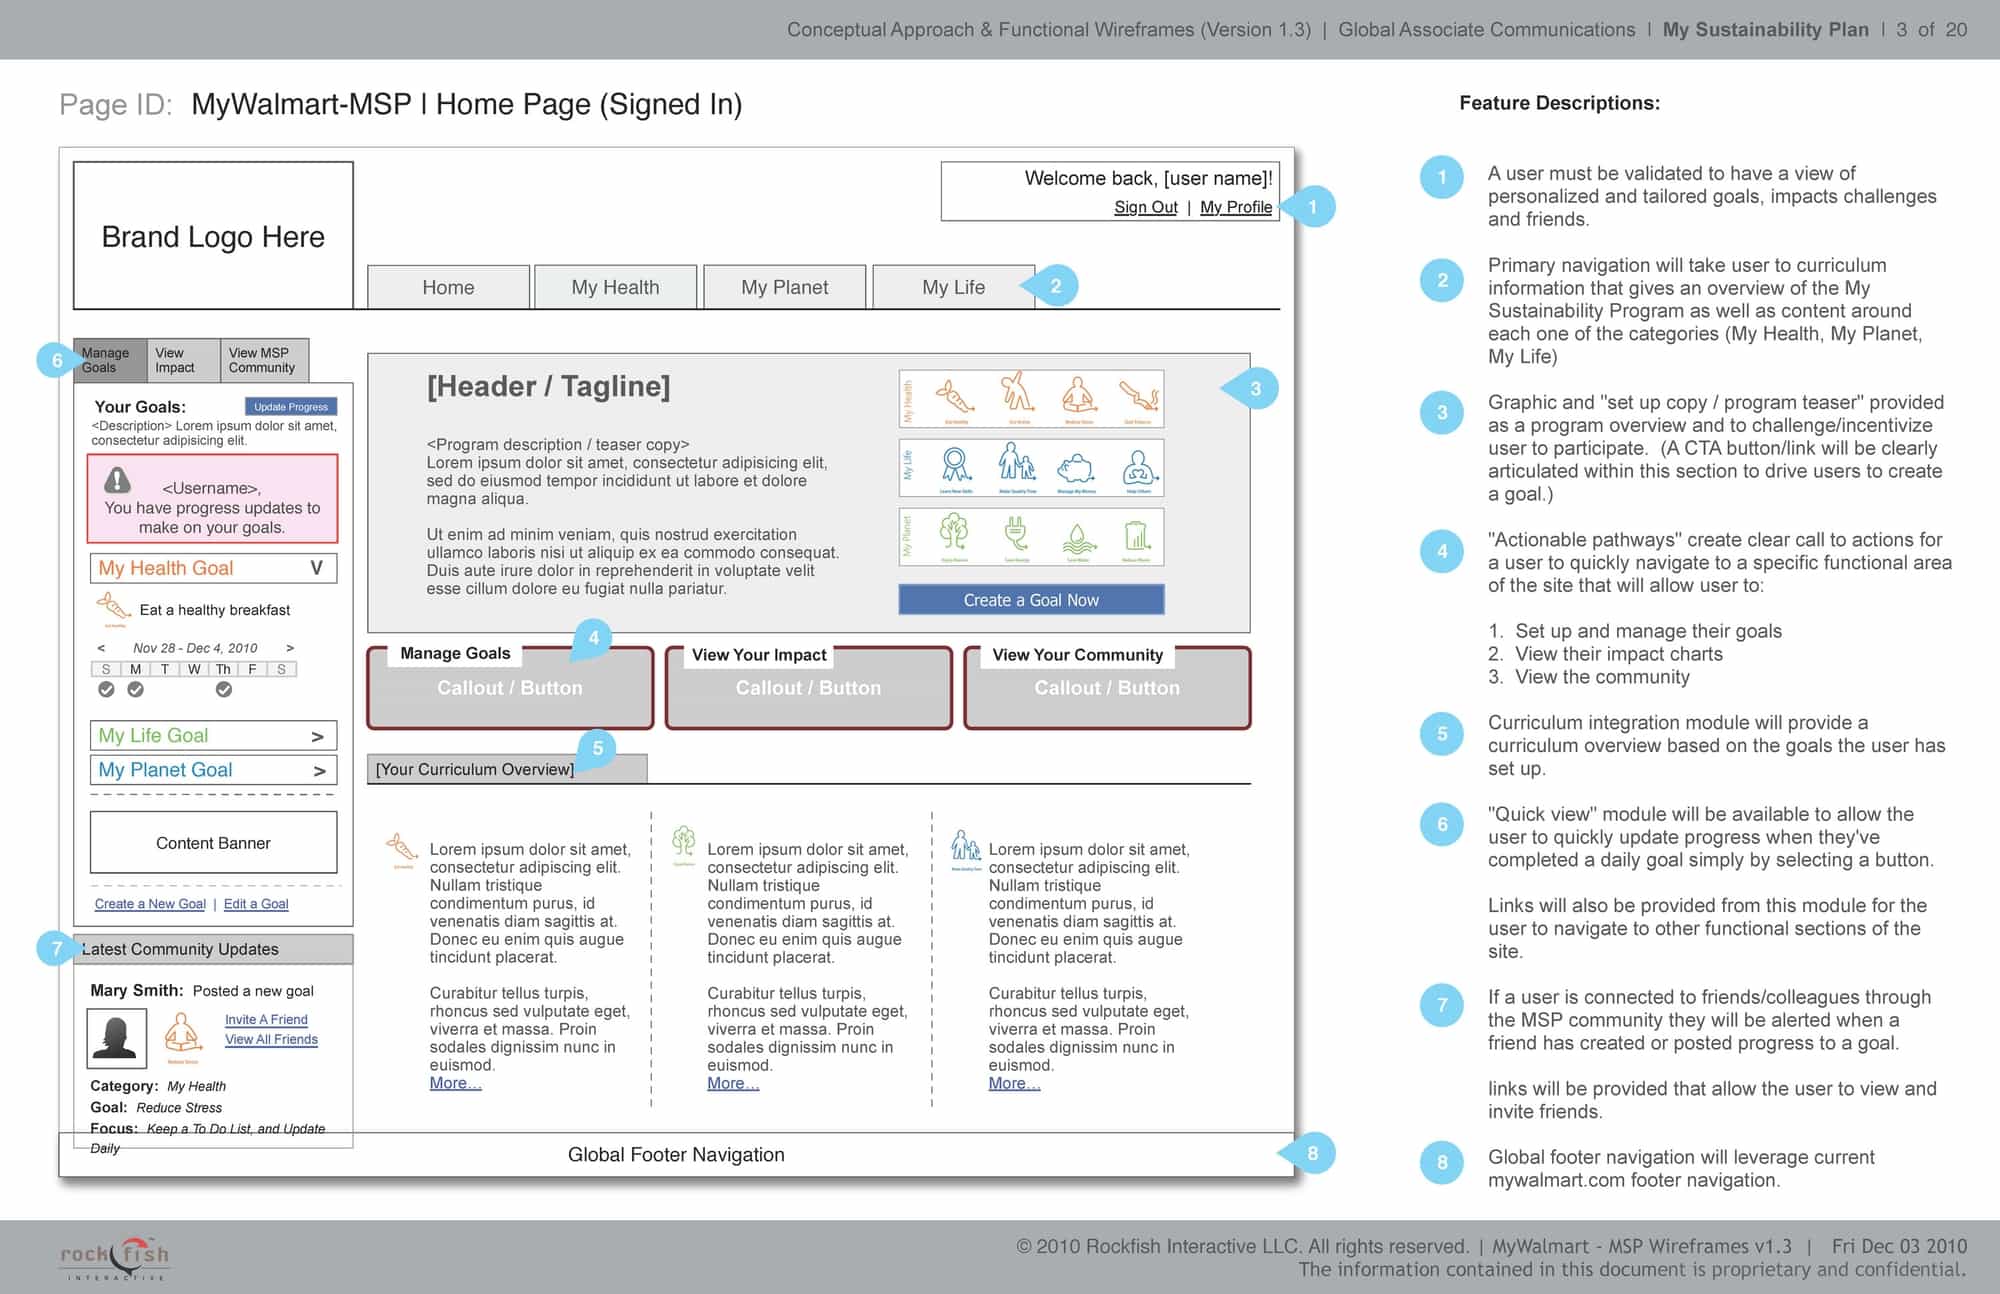 Conceptual Approach & Functional Wireframes (Version 1.3) | Global Associate Communications | My Sustainability Plan | 3 of 20
Page ID: MyWalmart-MSP | Home Page (Signed In)
Brand Logo Here
Welcome back, [user name]!
Sign Out | My Profile
1
Home
My Health
My Planet
My Life
2
6
Manage
Goals
View
Impact
View MSP
Community
Your Goals:
Update Progress
<Description> Lorem ipsum dolor sit amet,
consectetur adipisicing elit.
<Username>,
You have progress updates to
make on your goals.
My Health Goal V
Eat a healthy breakfast
< Nov 28 - Dec 4, 2010 >
S M T W Th F S
My Life Goal >
My Planet Goal >
Content Banner
Create a New Goal | Edit a Goal
7
Latest Community Updates
Mary Smith: Posted a new goal
Invite A Friend
View All Friends
Reduce Stress
Category: My Health
Goal: Reduce Stress
Focus: Keep a To Do List, and Update
Daily
[Header / Tagline]
<Program description / teaser copy>
Lorem ipsum dolor sit amet, consectetur adipisicing elit,
sed do eiusmod tempor incididunt ut labore et dolore
magna aliqua.
Ut enim ad minim veniam, quis nostrud exercitation
ullamco laboris nisi ut aliquip ex ea commodo consequat.
Duis aute irure dolor in reprehenderit in voluptate velit
esse cillum dolore eu fugiat nulla pariatur.
My Health
Eat Healthy
Get Active
Reduce Stress
Quit Tobacco
My Life
Learn New Skills
Make Quality Time
Manage My Money
Help Others
My Planet
Enjoy Nature
Save Energy
Save Water
Reduce Waste
Create a Goal Now
3
4
Manage Goals
Callout / Button
View Your Impact
Callout / Button
View Your Community
Callout / Button
5
[Your Curriculum Overview]
Lorem ipsum dolor sit amet,
consectetur adipiscing elit.
Nullam tristique
condimentum purus, id
venenatis diam sagittis at.
Donec eu enim quis augue
tincidunt placerat.
Curabitur tellus turpis,
rhoncus sed vulputate eget,
viverra et massa. Proin
sodales dignissim nunc in
euismod.
More...
Lorem ipsum dolor sit amet,
consectetur adipiscing elit.
Nullam tristique
condimentum purus, id
venenatis diam sagittis at.
Donec eu enim quis augue
tincidunt placerat.
Curabitur tellus turpis,
rhoncus sed vulputate eget,
viverra et massa. Proin
sodales dignissim nunc in
euismod.
More...
Lorem ipsum dolor sit amet,
consectetur adipiscing elit.
Nullam tristique
condimentum purus, id
venenatis diam sagittis at.
Donec eu enim quis augue
tincidunt placerat.
Curabitur tellus turpis,
rhoncus sed vulputate eget,
viverra et massa. Proin
sodales dignissim nunc in
euismod.
More...
Global Footer Navigation
8
Feature Descriptions:
1 A user must be validated to have a view of
personalized and tailored goals, impacts challenges
and friends.
2 Primary navigation will take user to curriculum
information that gives an overview of the My
Sustainability Program as well as content around
each one of the categories (My Health, My Planet,
My Life)
3 Graphic and "set up copy / program teaser" provided
as a program overview and to challenge/incentivize
user to participate. (A CTA button/link will be clearly
articulated within this section to drive users to create
a goal.)
4 "Actionable pathways" create clear call to actions for
a user to quickly navigate to a specific functional area
of the site that will allow user to:
1. Set up and manage their goals
2. View their impact charts
3. View the community
5 Curriculum integration module will provide a
curriculum overview based on the goals the user has
set up.
6 "Quick view" module will be available to allow the
user to quickly update progress when they've
completed a daily goal simply by selecting a button.
Links will also be provided from this module for the
user to navigate to other functional sections of the
site.
7 If a user is connected to friends/colleagues through
the MSP community they will be alerted when a
friend has created or posted progress to a goal.
links will be provided that allow the user to view and
invite friends.
8 Global footer navigation will leverage current
mywalmart.com footer navigation.
rockfish
INTERACTIVE
© 2010 Rockfish Interactive LLC. All rights reserved. | MyWalmart - MSP Wireframes v1.3 | Fri Dec 03 2010
The information contained in this document is proprietary and confidential.